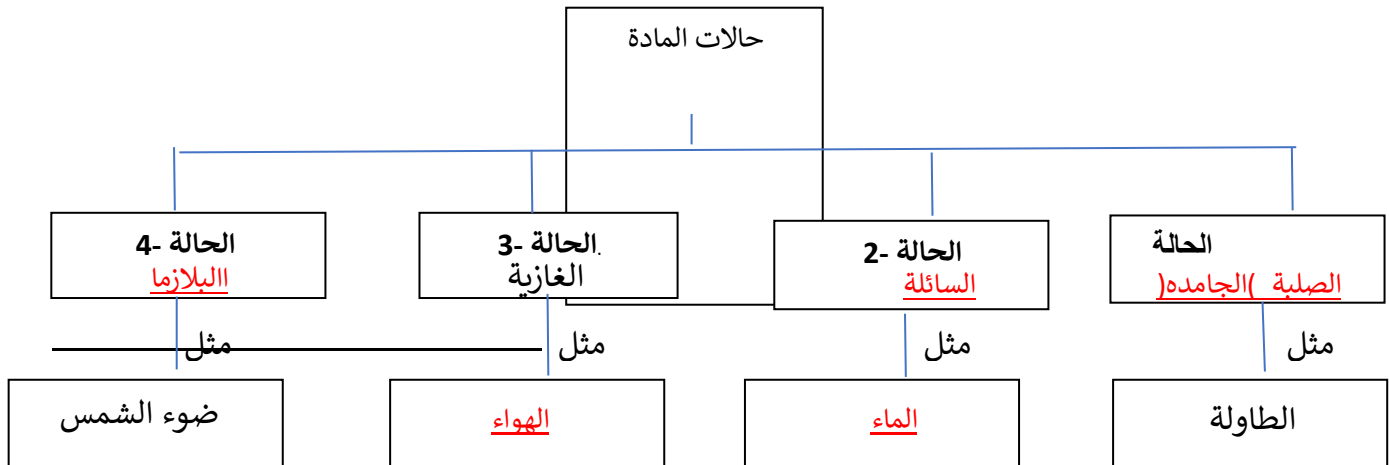 حالات المادة
الحالة
الصلبة )الجامده(
2- الحالة
السائلة
3- الحالة.
الغازية
4- الحالة
االبلازما
مثل
مثل
مثل
مثل
الطاولة
الماء
الهواء
ضوء الشمس